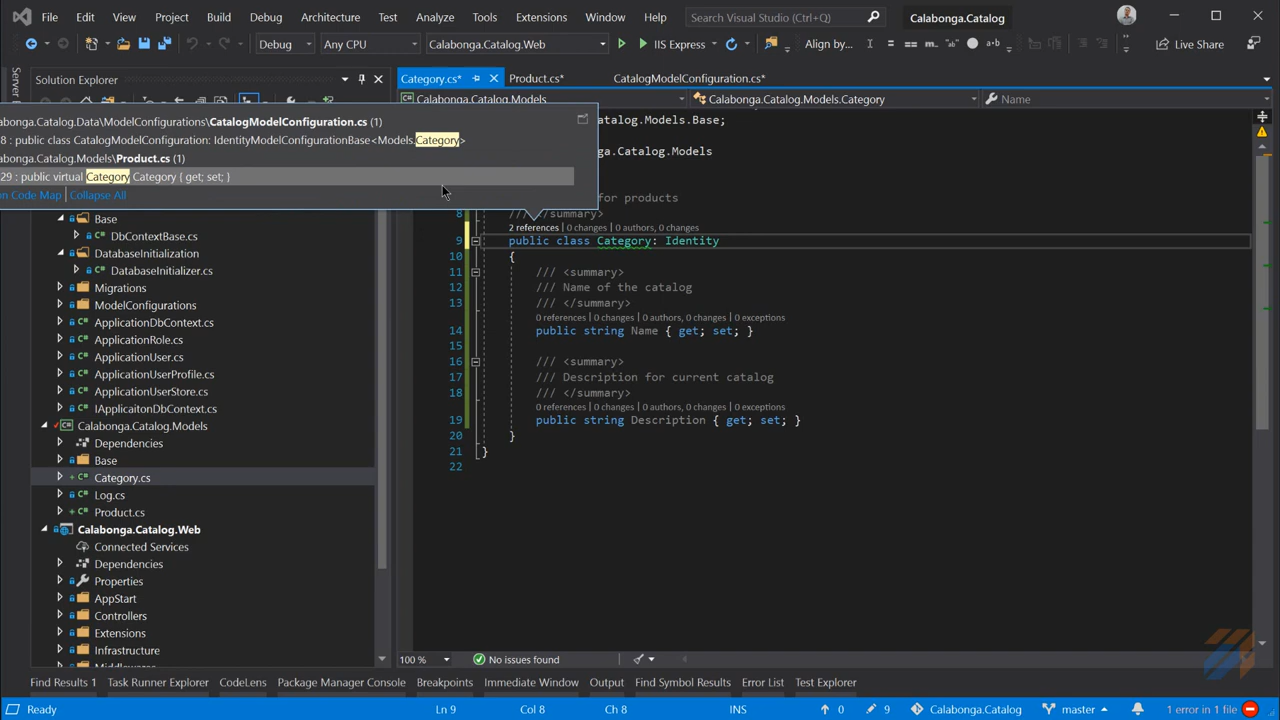 File Edit View Project Build Debug Architecture Test Analyze Tools Extensions Window Help Search Visual Studio (Ctrl+Q) Calabonga.Catalog
Debug Any CPU Calabonga.Catalog.Web IIS Express Align by... Live Share
Server
Solution Explorer
Category.cs* Product.cs* CatalogModelConfiguration.cs*
Calabonga.Catalog.Models Calabonga.Catalog.Models.Category Name
abonga.Catalog.Data\ModelConfigurations\CatalogModelConfiguration.cs (1)
8 : public class CatalogModelConfiguration: IdentityModelConfigurationBase<Models.Category>
abonga.Catalog.Models\Product.cs (1)
29 : public virtual Category Category { get; set; }
on Code Map | Collapse All
atalog.Models.Base;
a.Catalog.Models
for products
8 /// </summary>
2 references | 0 changes | 0 authors, 0 changes
9 public class Category: Identity
10 {
11 /// <summary>
12 /// Name of the catalog
13 /// </summary>
0 references | 0 changes | 0 authors, 0 changes | 0 exceptions
14 public string Name { get; set; }
15
16 /// <summary>
17 /// Description for current catalog
18 /// </summary>
0 references | 0 changes | 0 authors, 0 changes | 0 exceptions
19 public string Description { get; set; }
20 }
21 }
22
Base
DbContextBase.cs
DatabaseInitialization
DatabaseInitializer.cs
Migrations
ModelConfigurations
ApplicationDbContext.cs
ApplicationRole.cs
ApplicationUser.cs
ApplicationUserProfile.cs
ApplicationUserStore.cs
IApplicaitonDbContext.cs
Calabonga.Catalog.Models
Dependencies
Base
Category.cs
Log.cs
Product.cs
Calabonga.Catalog.Web
Connected Services
Dependencies
Properties
AppStart
Controllers
Extensions
Infrastructure
100 % No issues found
Find Results 1 Task Runner Explorer CodeLens Package Manager Console Breakpoints Immediate Window Output Find Symbol Results Error List Test Explorer
Ready Ln 9 Col 8 Ch 8 INS 0 9 Calabonga.Catalog master 1 error in 1 file